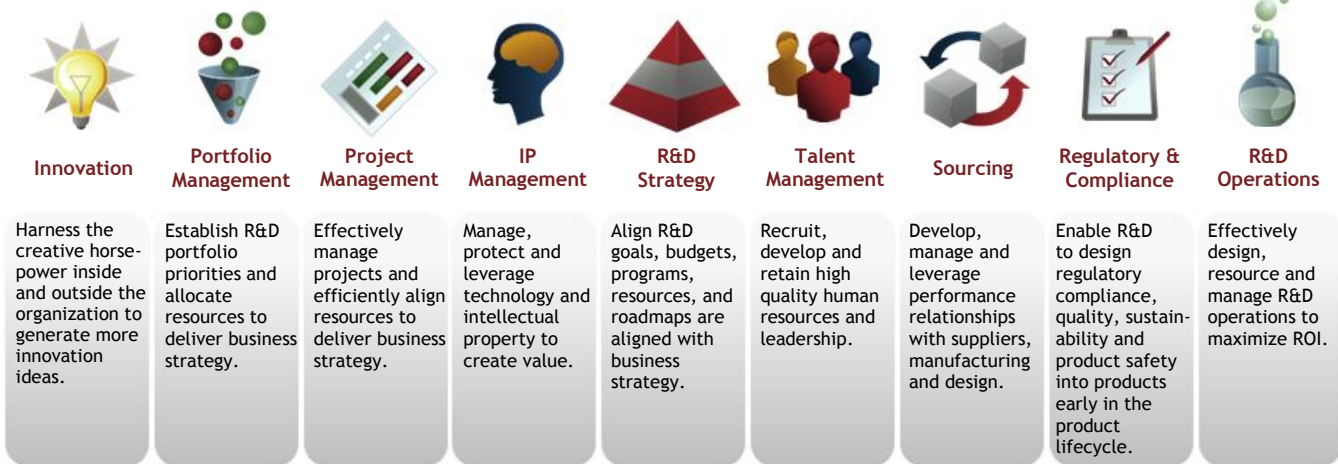 Innovation
Portfolio
Management
Project
Management
IP
Management
R&D
Strategy
Talent
Management
Sourcing
Regulatory &
Compliance
R&D
Operations
Harness the
creative horse-
power inside
and outside the
organization to
generate more
innovation
ideas.
Establish R&D
portfolio
priorities and
allocate
resources to
deliver business
strategy.
Effectively
manage
projects and
efficiently align
resources to
deliver business
strategy.
Manage,
protect and
leverage
technology and
intellectual
property to
create value.
Align R&D
goals, budgets,
programs,
resources, and
roadmaps are
aligned with
business
strategy.
Recruit,
develop and
retain high
quality human
resources and
leadership.
Develop,
manage and
leverage
performance
relationships
with suppliers,
manufacturing
and design.
Enable R&D
to design
regulatory
compliance,
quality, sustain-
ability and
product safety
into products
early in the
product
lifecycle.
Effectively
design,
resource and
manage R&D
operations to
maximize ROI.